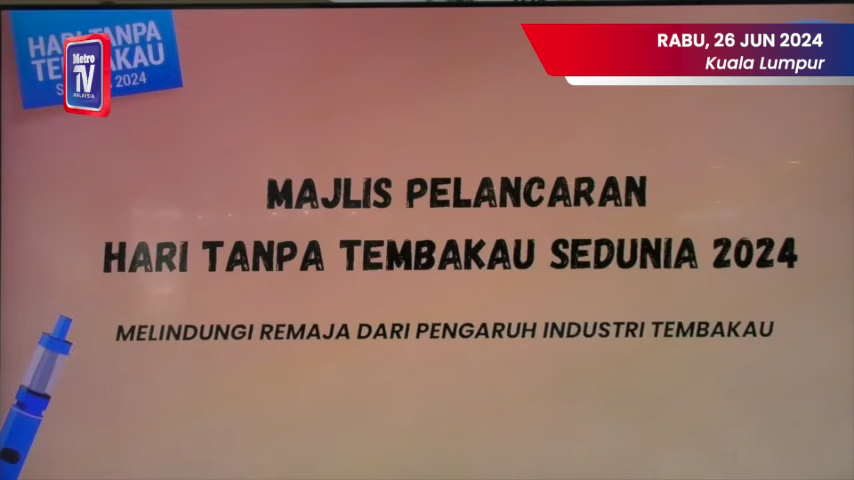 HARI TANPA
TEMBAKAU
2024
Metro
TV
MALAYSIA
RABU, 26 JUN 2024
Kuala Lumpur
MAJLIS PELANCARAN
HARI TANPA TEMBAKAU SEDUNIA 2024
MELINDUNGI REMAJA DARI PENGARUH INDUSTRI TEMBAKAU